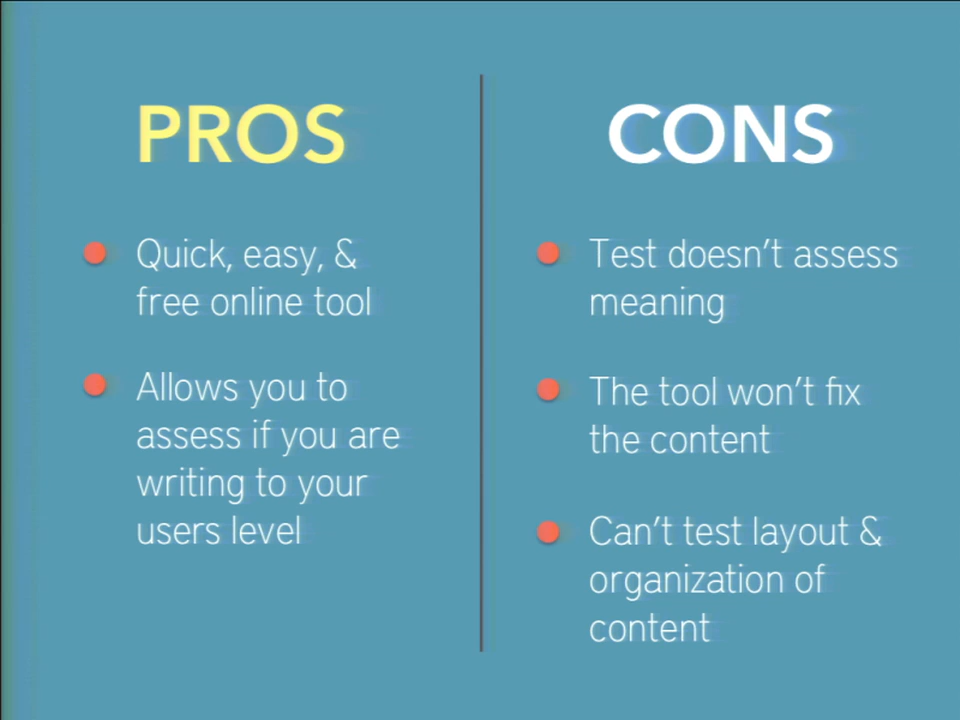 PROS
Quick, easy, &
free online tool
Allows you to
assess if you are
writing to your
users level
CONS
Test doesn't assess
meaning
The tool won't fix
the content
Can't test layout &
organization of
content